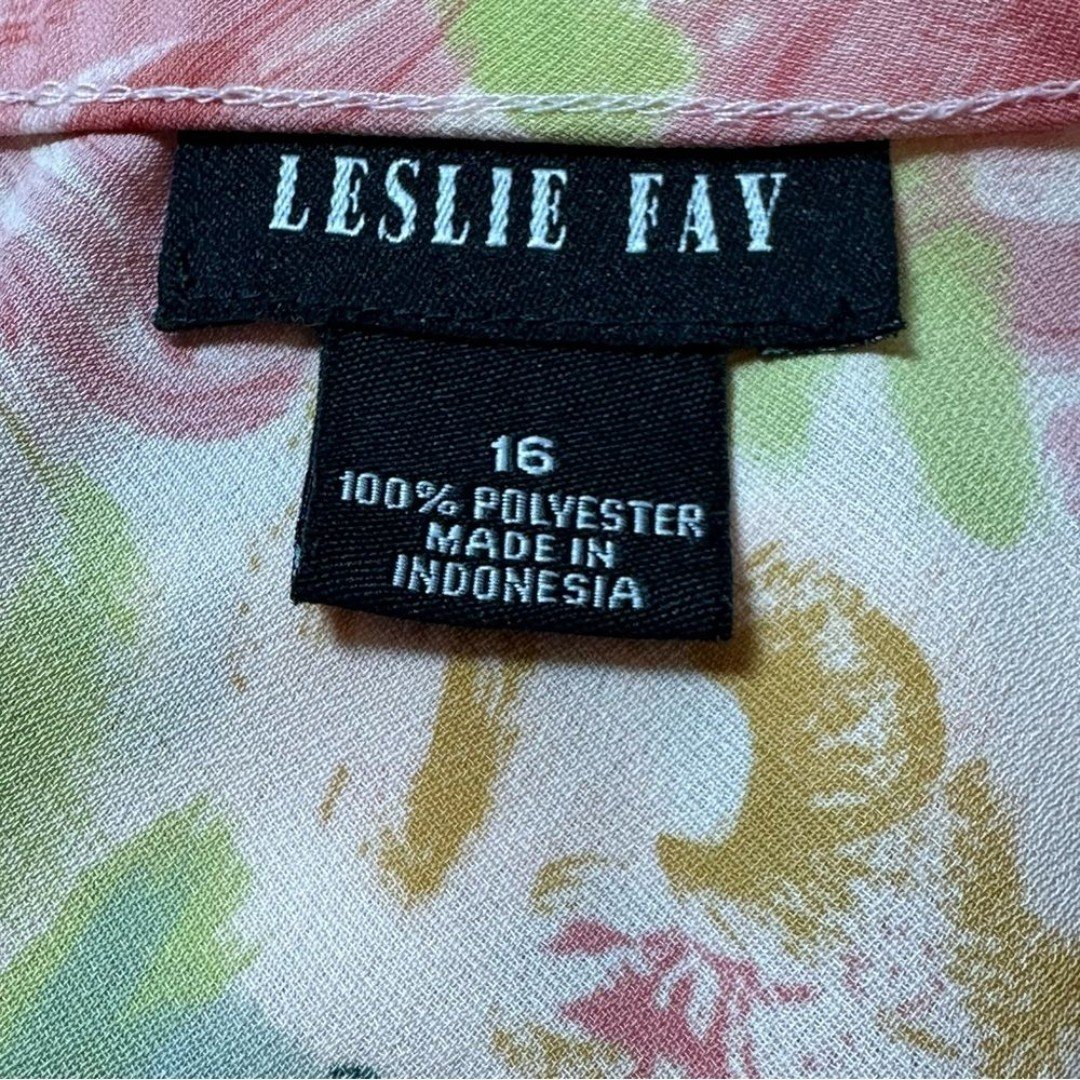 LESLIE FAY
16
100% POLYESTER
MADE IN
INDONESIA